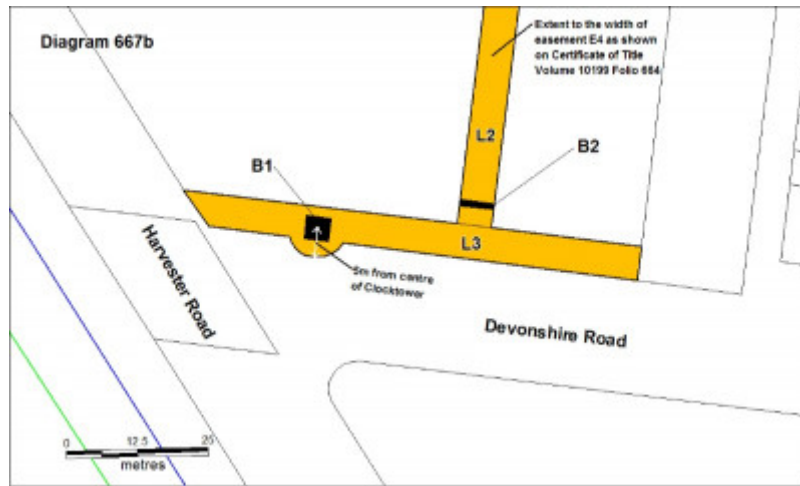 Diagram 667b
Extent to the width of
easement E4 as shown
on Certificate of Title
Volume 10199 Folio 664
L2
B2
B1
L3
5m from centre
of Clocktower
Harvester Road
Devonshire Road
0 12.5 25
metres